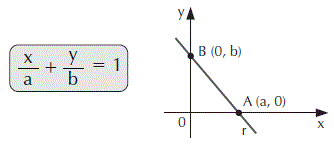 x/a + y/b = 1
y
B (0, b)
A (a, 0)
0
r
x